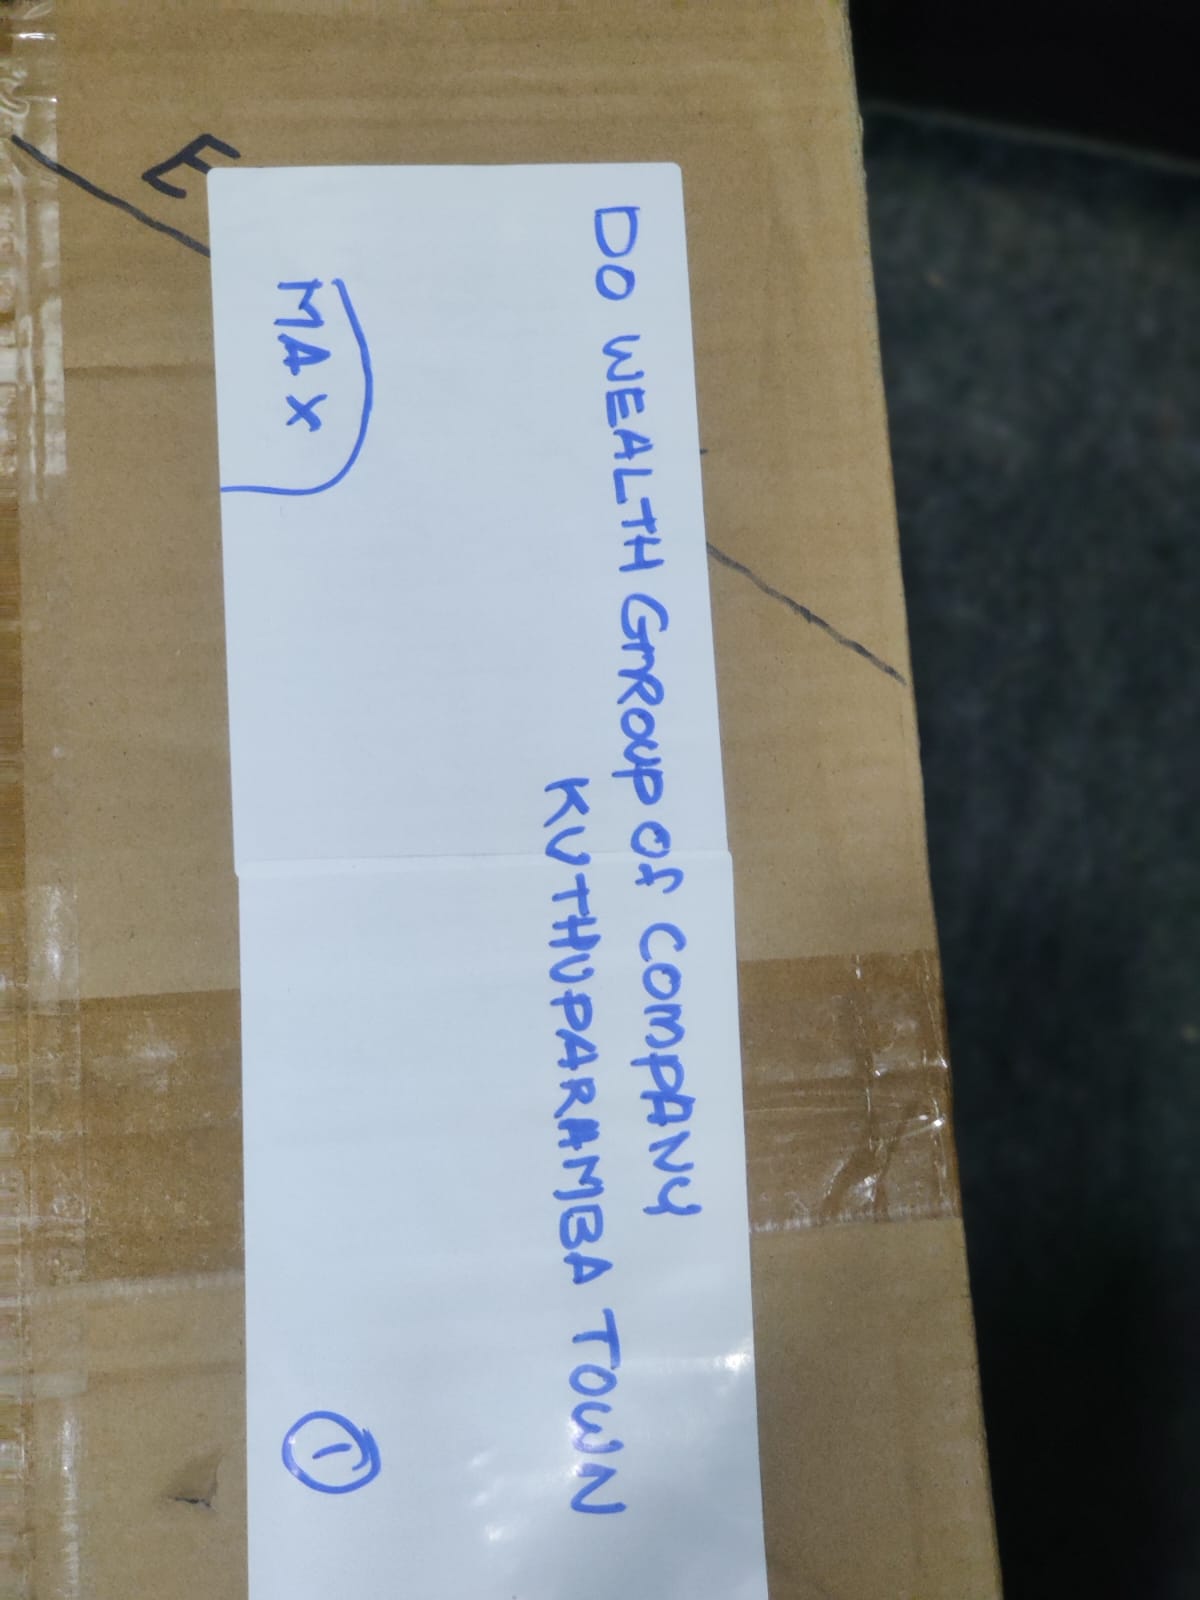 DO WEALTH GROUP OF COMPANY
KUTHUPARAMBA TOWN
MAX
1
E